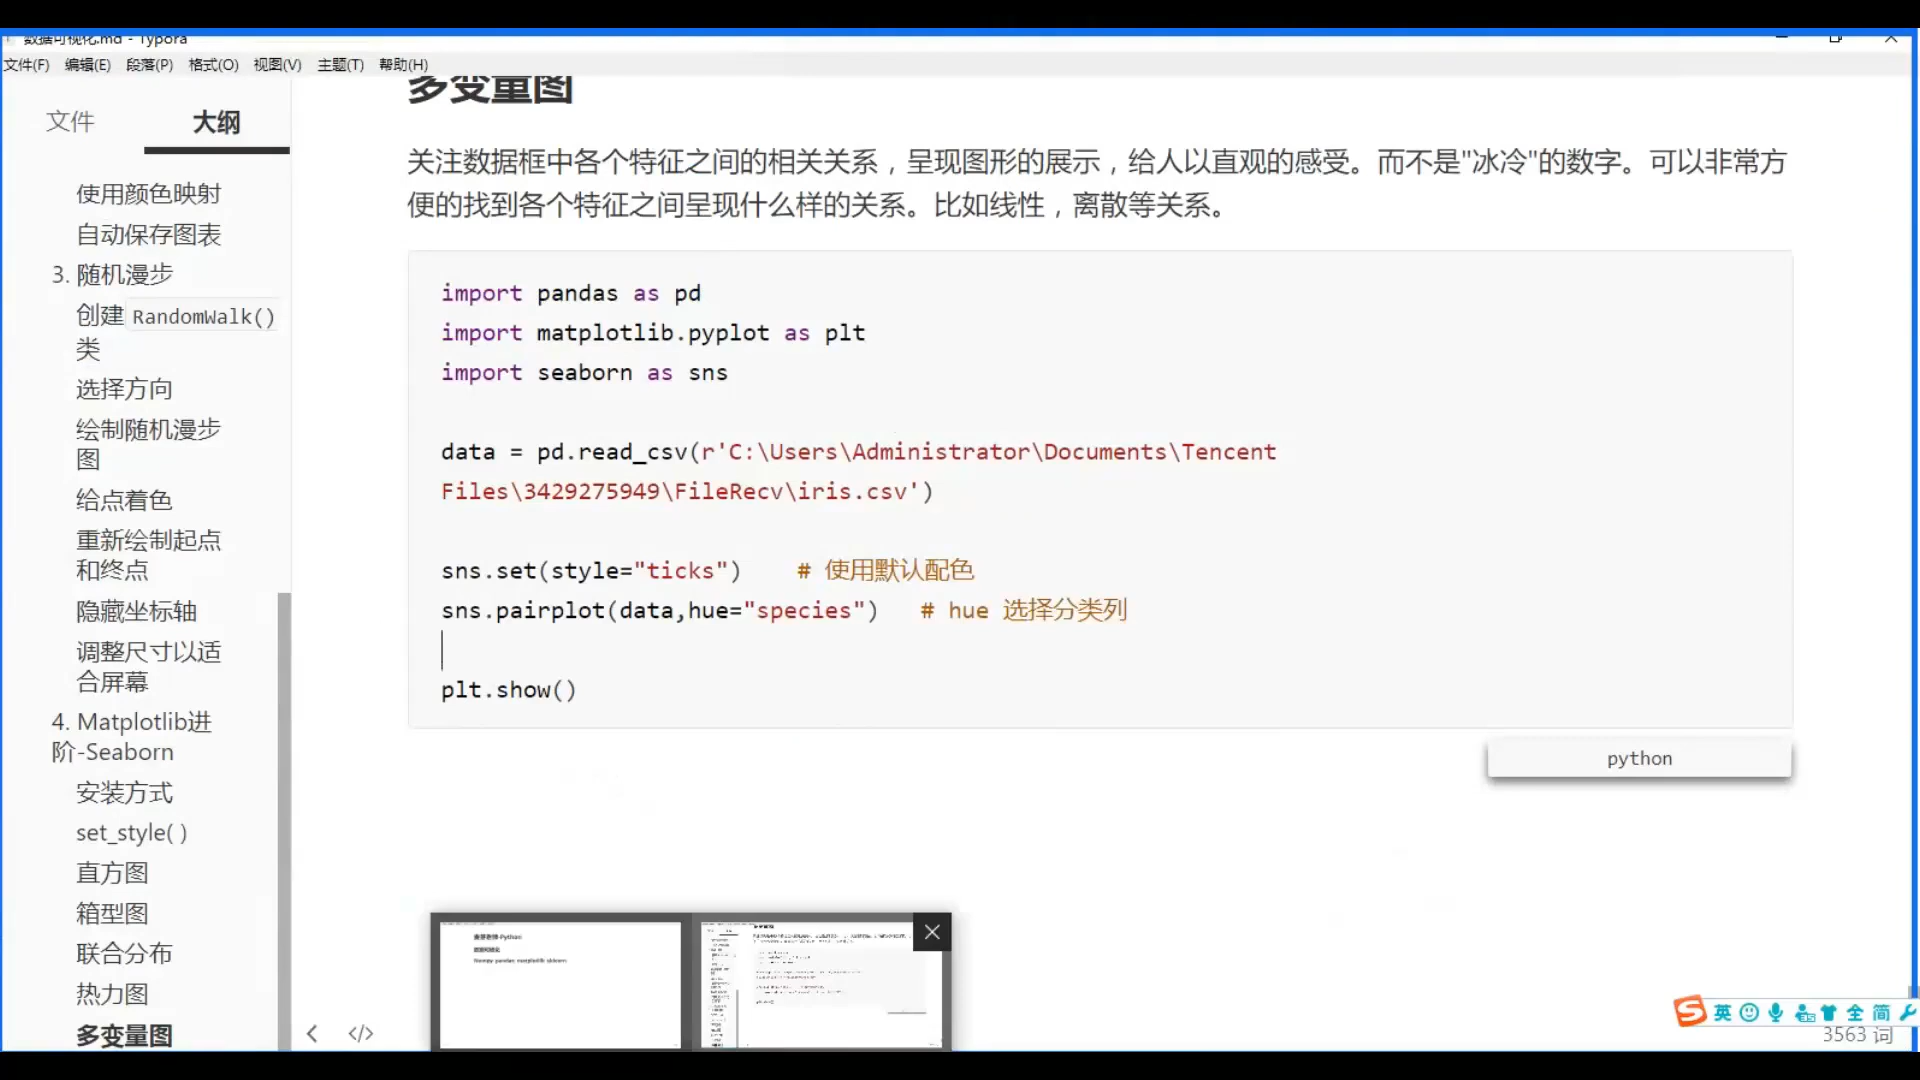 数据可视化.md - Typora
文件(F) 编辑(E) 段落(P) 格式(O) 视图(V) 主题(T) 帮助(H)
文件 大纲
使用颜色映射
自动保存图表
3. 随机漫步
创建 RandomWalk()
类
选择方向
绘制随机漫步
图
给点着色
重新绘制起点
和终点
隐藏坐标轴
调整尺寸以适
合屏幕
4. Matplotlib进
阶-Seaborn
安装方式
set_style( )
直方图
箱型图
联合分布
热力图
多变量图
多变量图
关注数据框中各个特征之间的相关关系，呈现图形的展示，给人以直观的感受。而不是"冰冷"的数字。可以非常方
便的找到各个特征之间呈现什么样的关系。比如线性，离散等关系。
import pandas as pd
import matplotlib.pyplot as plt
import seaborn as sns
data = pd.read_csv(r'C:\Users\Administrator\Documents\Tencent
Files\3429275949\FileRecv\iris.csv')
sns.set(style="ticks")    # 使用默认配色
sns.pairplot(data,hue="species")   # hue 选择分类列
plt.show()
python
英 全 简
3563 词